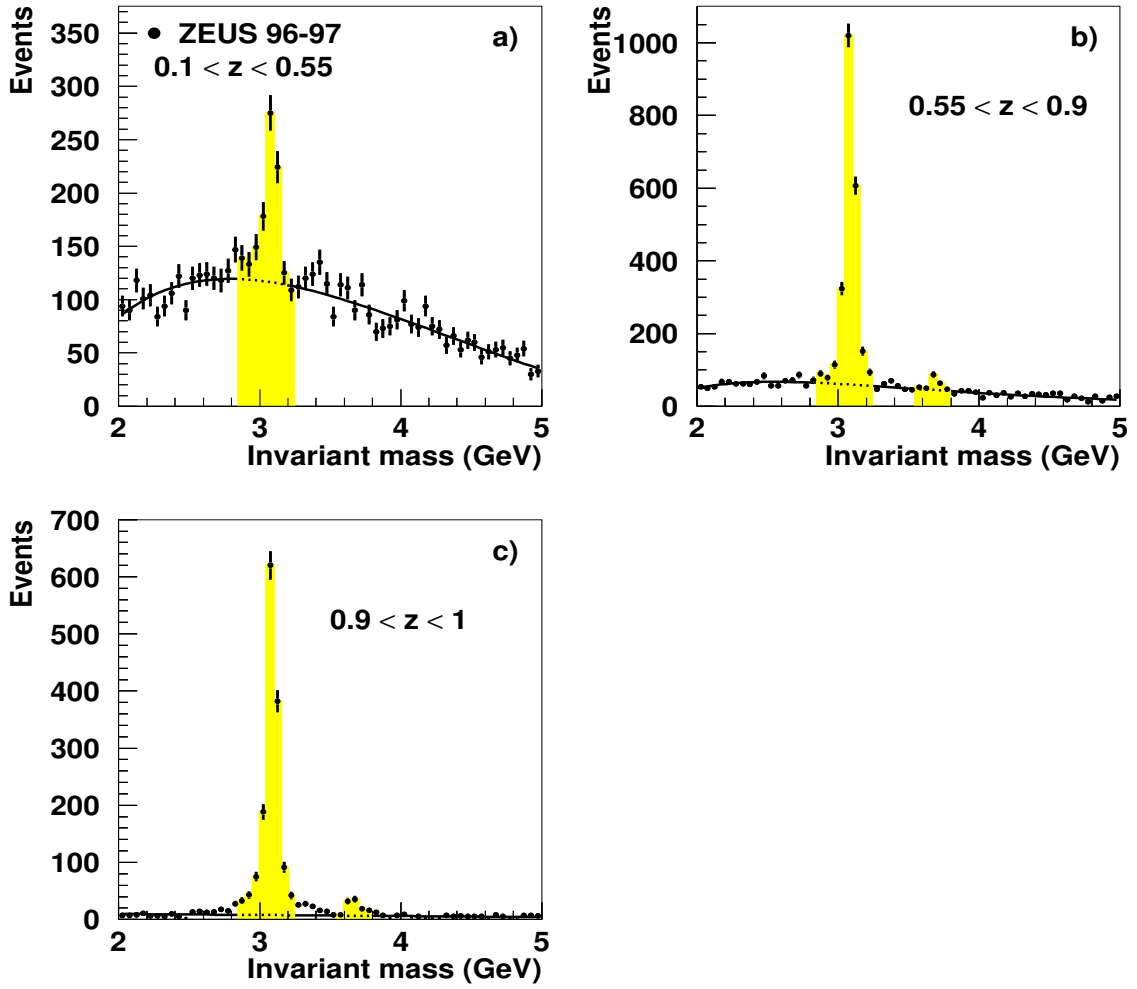 Events
350
300
250
200
150
100
50
0
ZEUS 96-97
0.1 < z < 0.55
a)
2 3 4 5
Invariant mass (GeV)
Events
1000
800
600
400
200
0
b)
0.55 < z < 0.9
2 3 4 5
Invariant mass (GeV)
Events
700
600
500
400
300
200
100
0
c)
0.9 < z < 1
2 3 4 5
Invariant mass (GeV)